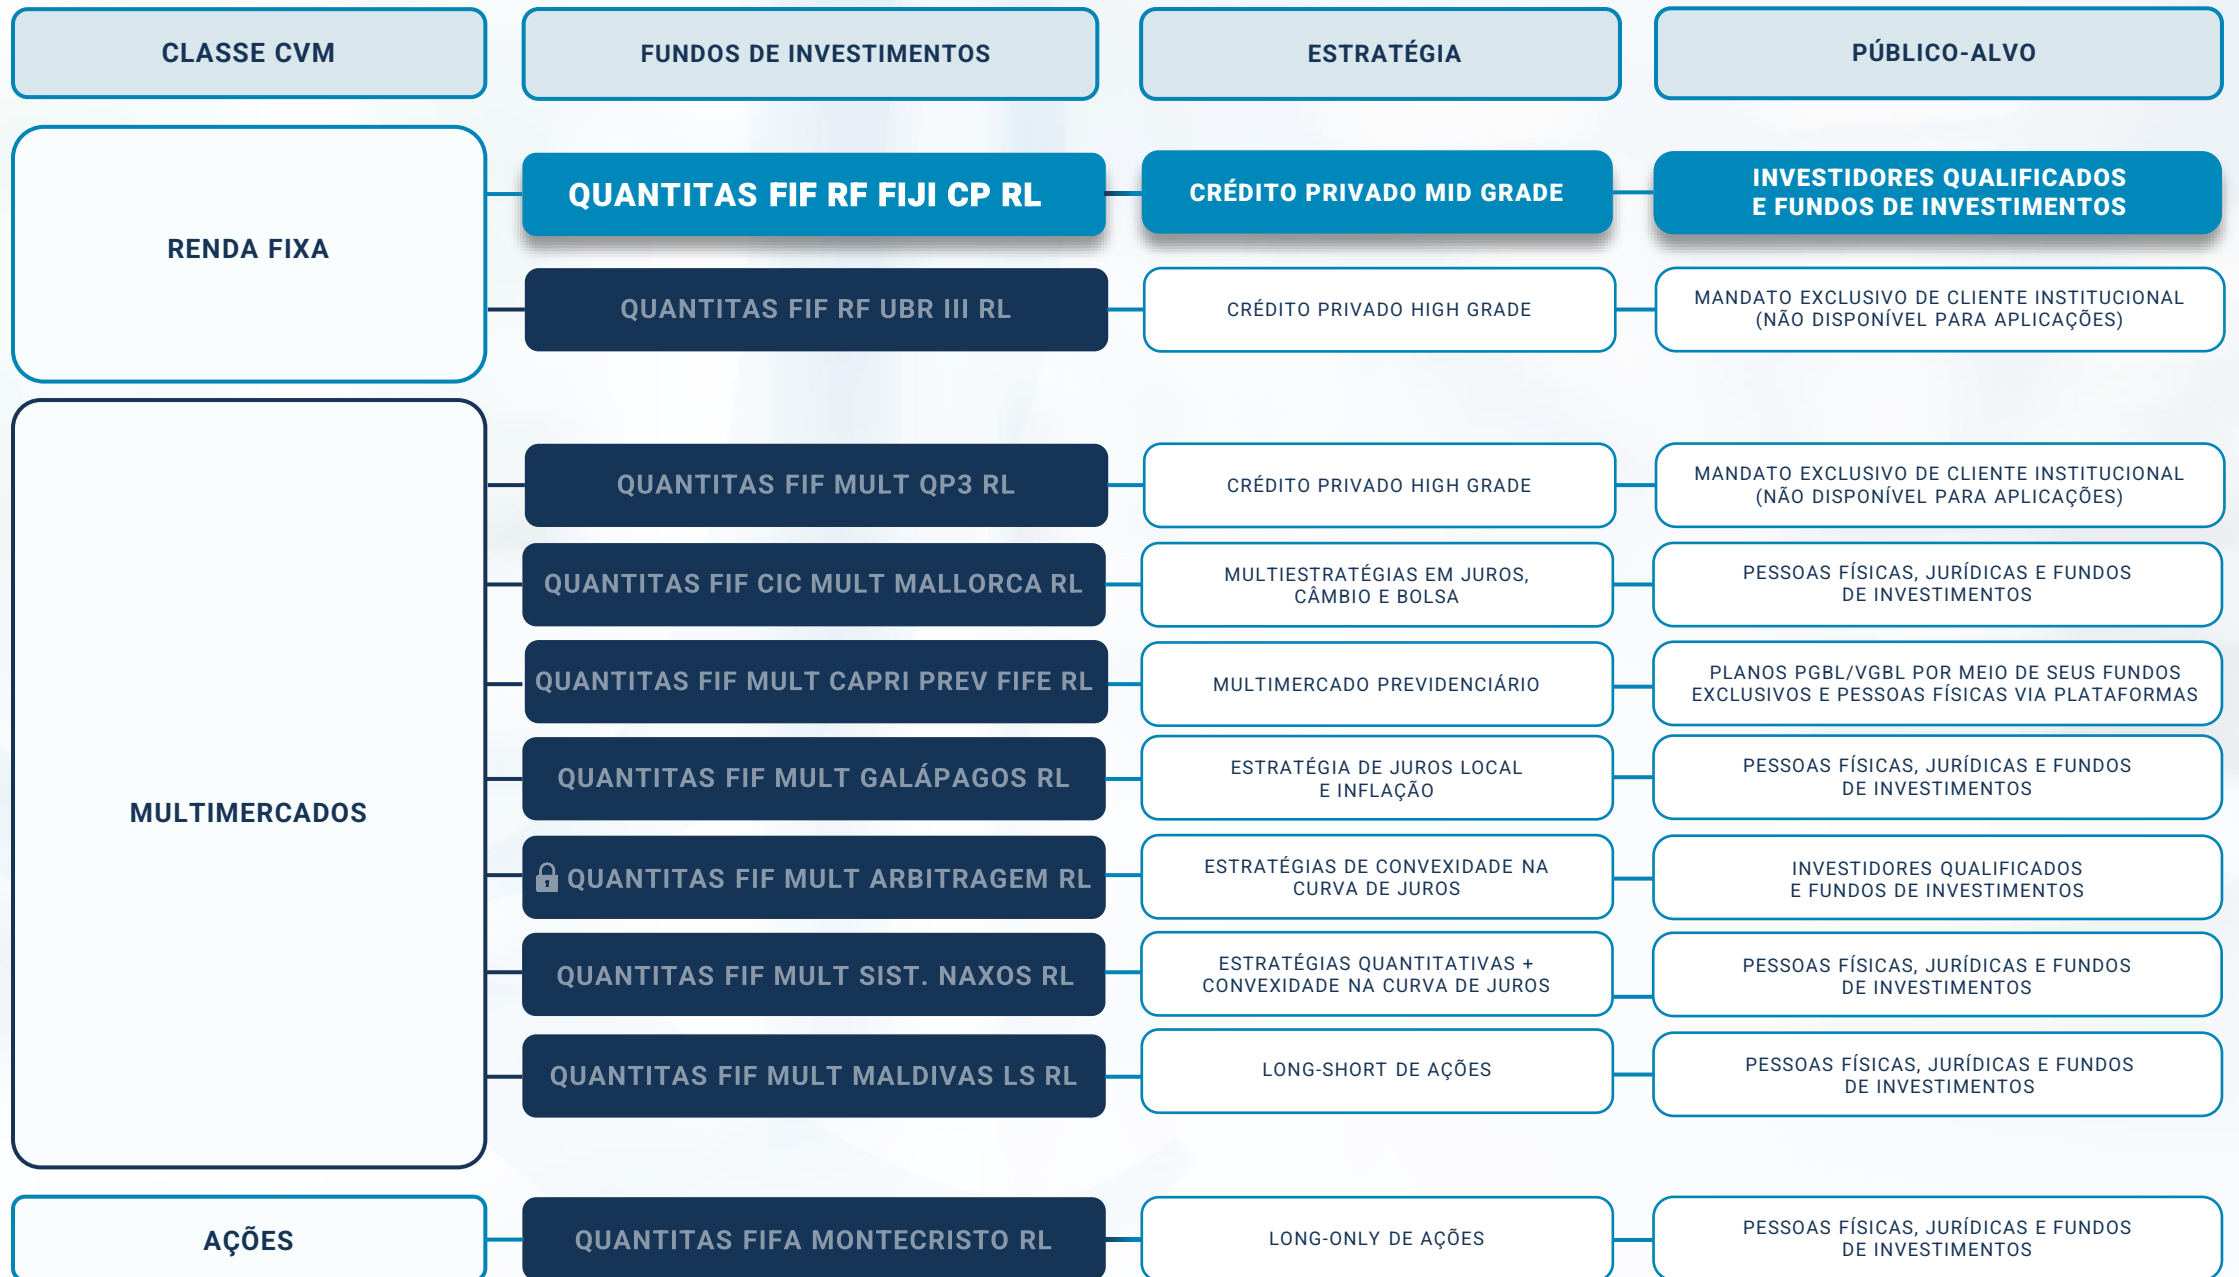 CLASSE CVM
FUNDOS DE INVESTIMENTOS
ESTRATÉGIA
PÚBLICO-ALVO
RENDA FIXA
QUANTITAS FIF RF FIJI CP RL
CRÉDITO PRIVADO MID GRADE
INVESTIDORES QUALIFICADOS
E FUNDOS DE INVESTIMENTOS
QUANTITAS FIF RF UBR III RL
CRÉDITO PRIVADO HIGH GRADE
MANDATO EXCLUSIVO DE CLIENTE INSTITUCIONAL
(NÃO DISPONÍVEL PARA APLICAÇÕES)
MULTIMERCADOS
QUANTITAS FIF MULT QP3 RL
CRÉDITO PRIVADO HIGH GRADE
MANDATO EXCLUSIVO DE CLIENTE INSTITUCIONAL
(NÃO DISPONÍVEL PARA APLICAÇÕES)
QUANTITAS FIF CIC MULT MALLORCA RL
MULTIESTRATÉGIAS EM JUROS,
CÂMBIO E BOLSA
PESSOAS FÍSICAS, JURÍDICAS E FUNDOS
DE INVESTIMENTOS
QUANTITAS FIF MULT CAPRI PREV FIFE RL
MULTIMERCADO PREVIDENCIÁRIO
PLANOS PGBL/VGBL POR MEIO DE SEUS FUNDOS
EXCLUSIVOS E PESSOAS FÍSICAS VIA PLATAFORMAS
QUANTITAS FIF MULT GALÁPAGOS RL
ESTRATÉGIA DE JUROS LOCAL
E INFLAÇÃO
PESSOAS FÍSICAS, JURÍDICAS E FUNDOS
DE INVESTIMENTOS
QUANTITAS FIF MULT ARBITRAGEM RL
ESTRATÉGIAS DE CONVEXIDADE NA
CURVA DE JUROS
INVESTIDORES QUALIFICADOS
E FUNDOS DE INVESTIMENTOS
QUANTITAS FIF MULT SIST. NAXOS RL
ESTRATÉGIAS QUANTITATIVAS +
CONVEXIDADE NA CURVA DE JUROS
PESSOAS FÍSICAS, JURÍDICAS E FUNDOS
DE INVESTIMENTOS
QUANTITAS FIF MULT MALDIVAS LS RL
LONG-SHORT DE AÇÕES
PESSOAS FÍSICAS, JURÍDICAS E FUNDOS
DE INVESTIMENTOS
AÇÕES
QUANTITAS FIFA MONTECRISTO RL
LONG-ONLY DE AÇÕES
PESSOAS FÍSICAS, JURÍDICAS E FUNDOS
DE INVESTIMENTOS